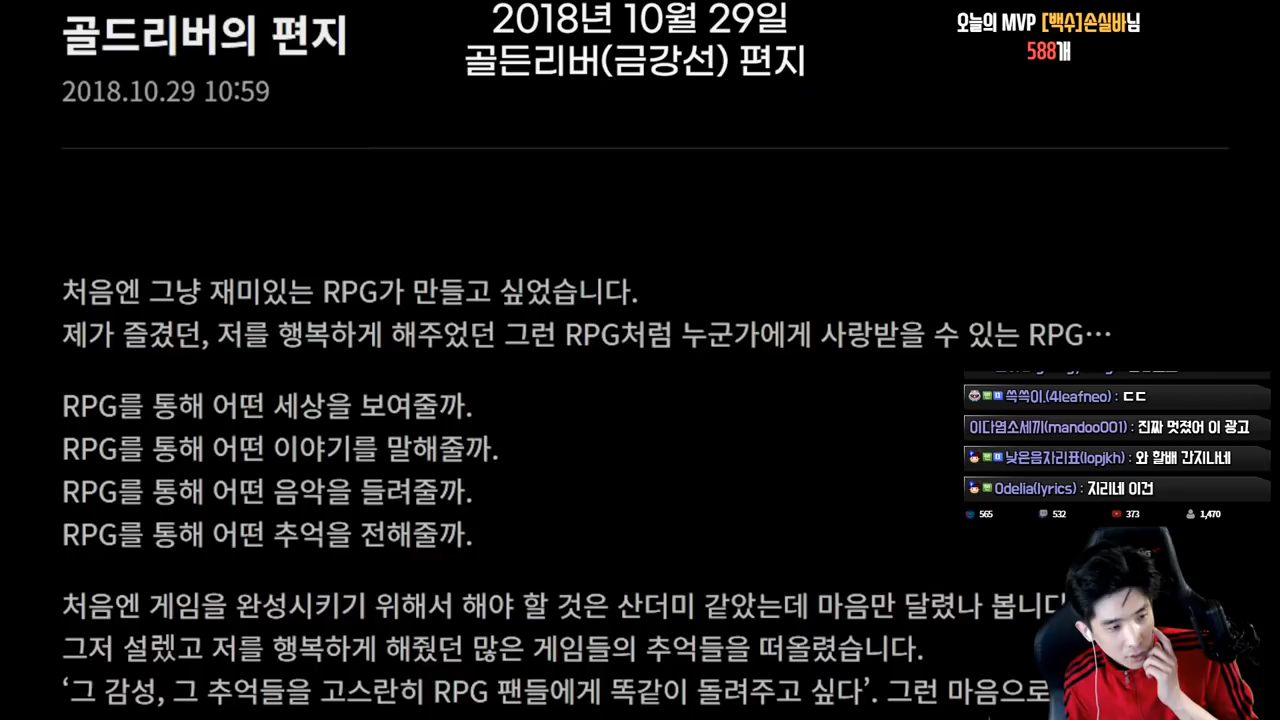 골드리버의 편지
2018.10.29 10:59
2018년 10월 29일
골든리버(금강선) 편지
오늘의 MVP [백수]손실바님
588개
처음엔 그냥 재미있는 RPG가 만들고 싶었습니다.
제가 즐겼던, 저를 행복하게 해주었던 그런 RPG처럼 누군가에게 사랑받을 수 있는 RPG…
RPG를 통해 어떤 세상을 보여줄까.
RPG를 통해 어떤 이야기를 말해줄까.
RPG를 통해 어떤 음악을 들려줄까.
RPG를 통해 어떤 추억을 전해줄까.
처음엔 게임을 완성시키기 위해서 해야 할 것은 산더미 같았는데 마음만 달렸나 봅니다
그저 설렜고 저를 행복하게 해줬던 많은 게임들의 추억들을 떠올렸습니다.
‘그 감성, 그 추억들을 고스란히 RPG 팬들에게 똑같이 돌려주고 싶다’. 그런 마음으로
쓱쓱이.(4leafneo) : ㄷㄷ
이다염소세끼(mandoo001) : 진짜 멋졌어 이 광고
낮은음자리표(lopjkh) : 와 할배 간지나네
Odelia(lyrics) : 지리네 이건
565 532 373 1,470